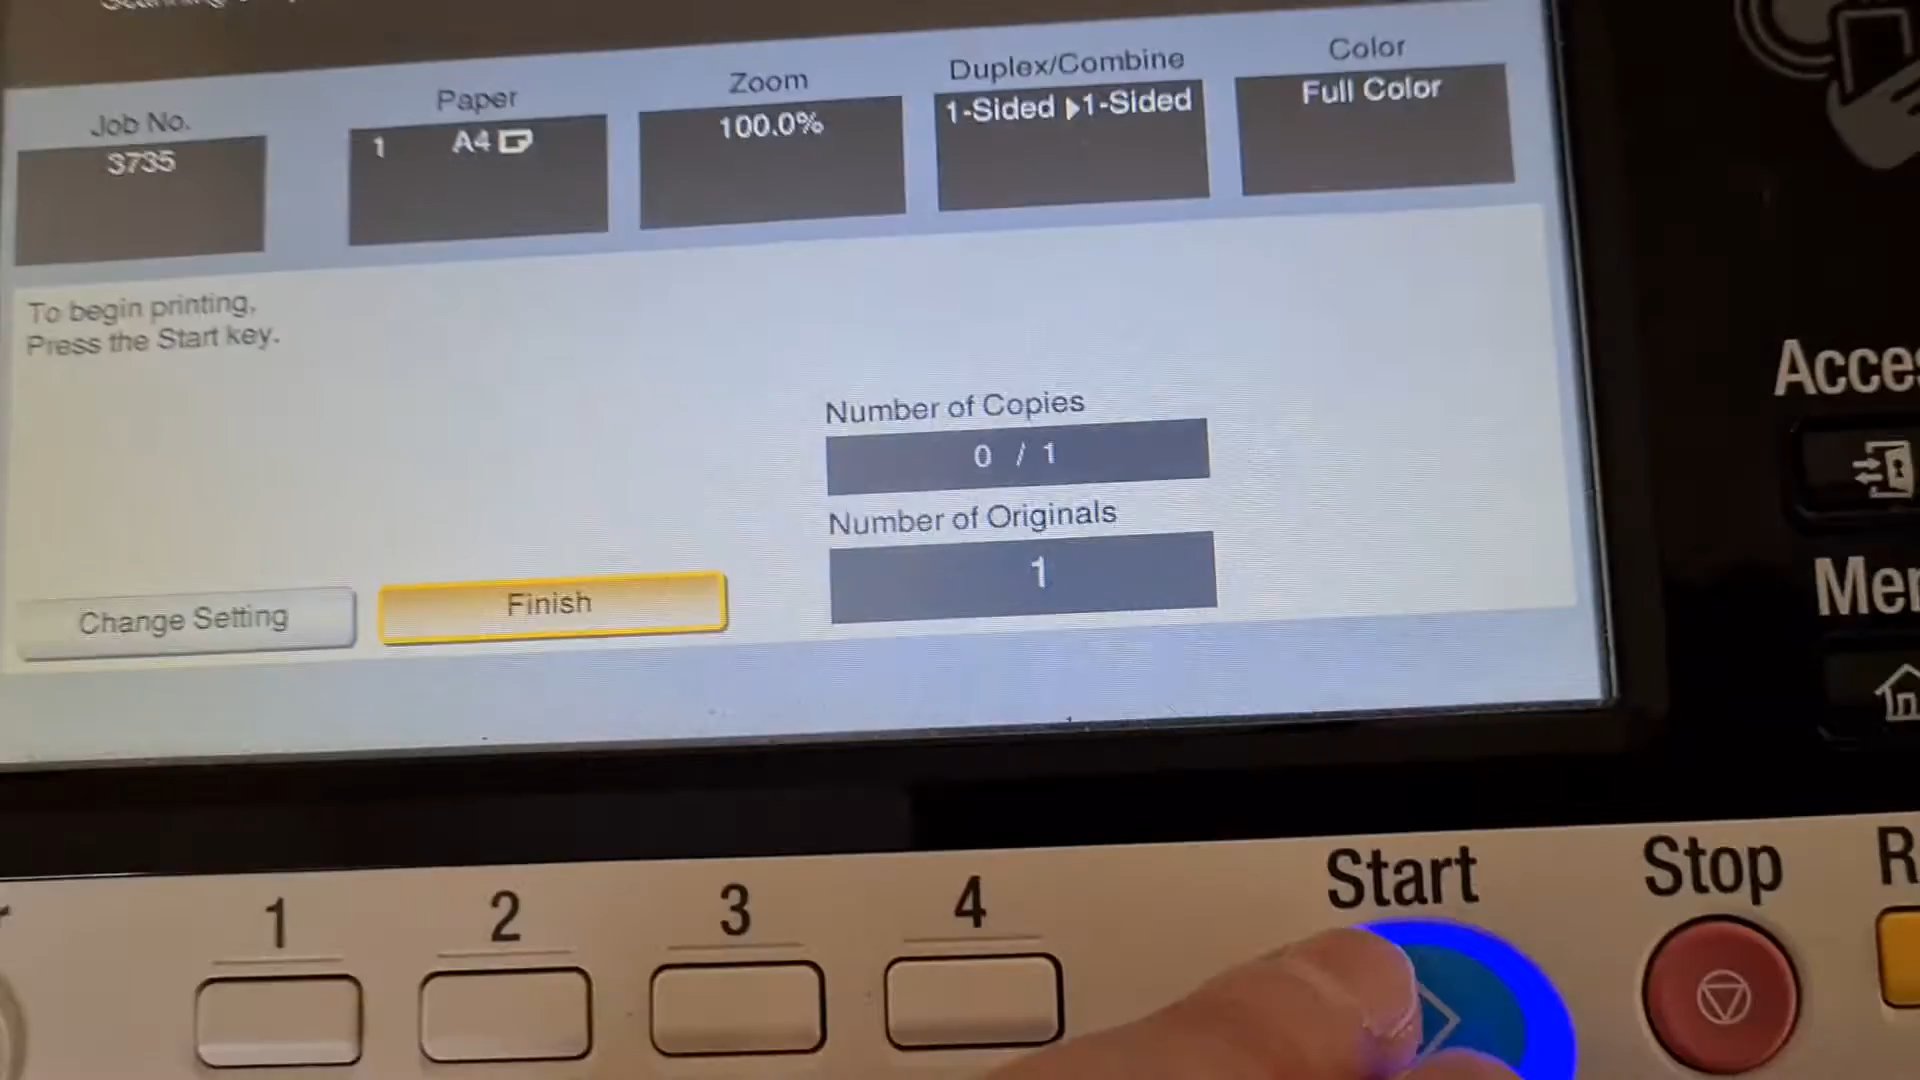 Job No.
3735
Paper
1 A4
Zoom
100.0%
Duplex/Combine
1-Sided ▶1-Sided
Color
Full Color
To begin printing,
Press the Start key.
Number of Copies
0 / 1
Number of Originals
1
Change Setting
Finish
1
2
3
4
Start
Stop